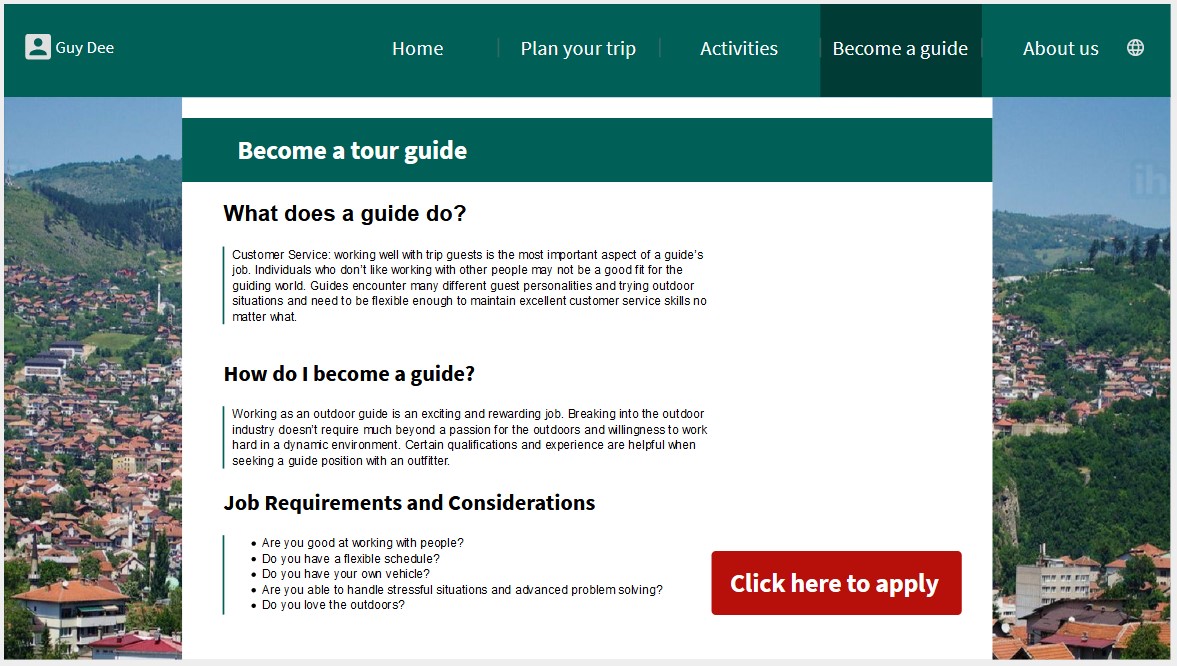 Guy Dee
Home
Plan your trip
Activities
Become a guide
About us
Become a tour guide
What does a guide do?
Customer Service: working well with trip guests is the most important aspect of a guide's
job. Individuals who don't like working with other people may not be a good fit for the
guiding world. Guides encounter many different guest personalities and trying outdoor
situations and need to be flexible enough to maintain excellent customer service skills no
matter what.
How do I become a guide?
Working as an outdoor guide is an exciting and rewarding job. Breaking into the outdoor
industry doesn't require much beyond a passion for the outdoors and willingness to work
hard in a dynamic environment. Certain qualifications and experience are helpful when
seeking a guide position with an outfitter.
Job Requirements and Considerations
• Are you good at working with people?
• Do you have a flexible schedule?
• Do you have your own vehicle?
• Are you able to handle stressful situations and advanced problem solving?
• Do you love the outdoors?
Click here to apply
ih